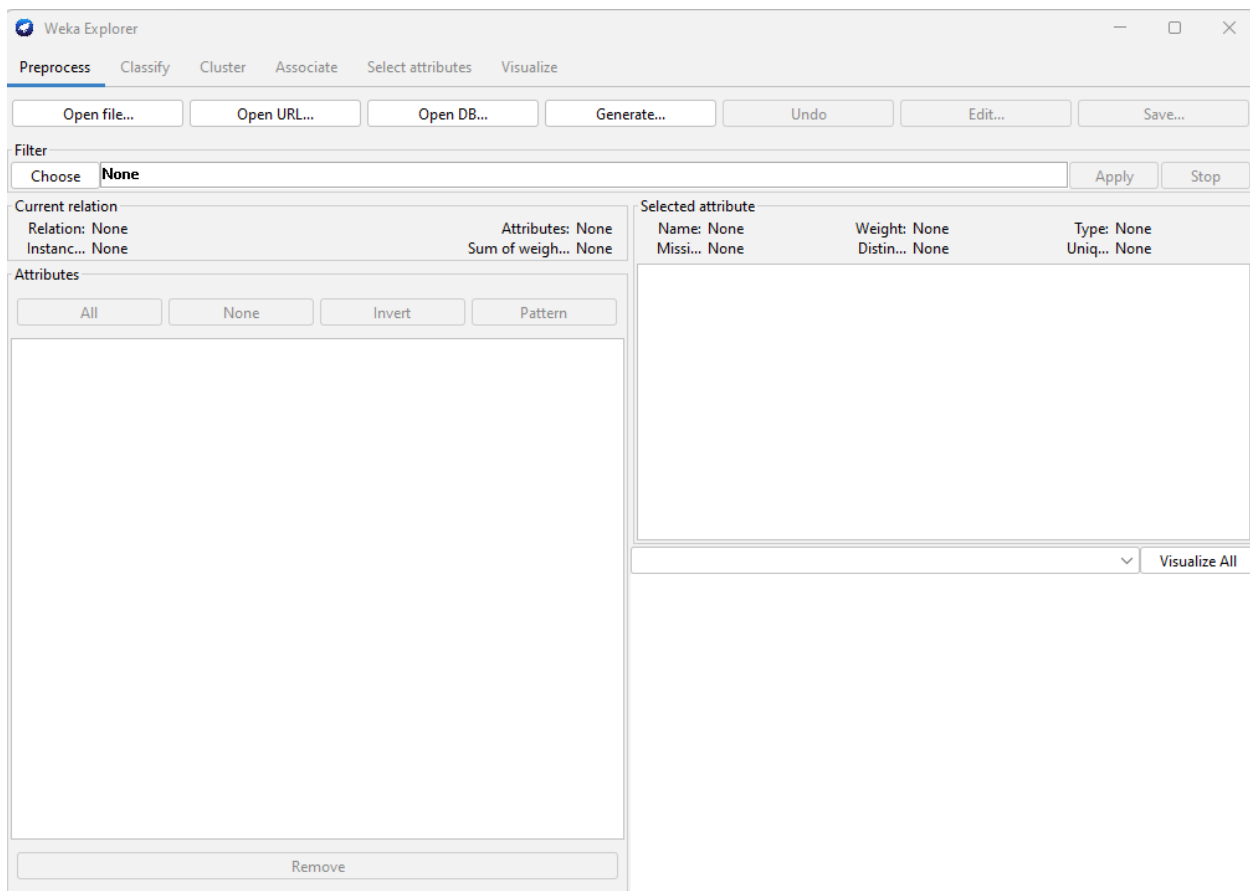 Weka Explorer
Preprocess Classify Cluster Associate Select attributes Visualize
Open file... Open URL... Open DB... Generate... Undo Edit... Save...
Filter
Choose None Apply Stop
Current relation
Relation: None Attributes: None
Instanc... None Sum of weigh... None
Attributes
All None Invert Pattern
Remove
Selected attribute
Name: None Weight: None Type: None
Missi... None Distin... None Uniq... None
Visualize All